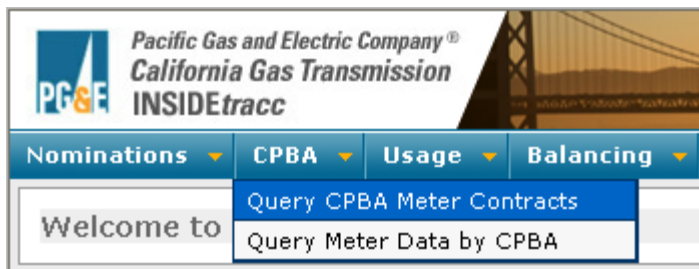 Pacific Gas and Electric Company ®
California Gas Transmission
PG&E INSIDEtracc
Nominations CPBA Usage Balancing
Query CPBA Meter Contracts
Welcome to
Query Meter Data by CPBA